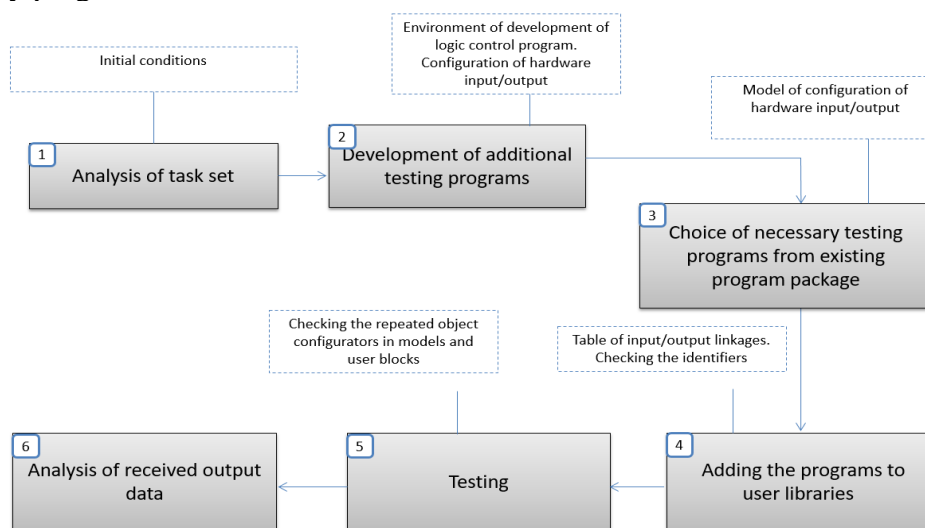 Initial conditions
Environment of development of
logic control program.
Configuration of hardware
input/output
Model of configuration of
hardware input/output
1
Analysis of task set
2
Development of additional
testing programs
3
Choice of necessary testing
programs from existing
program package
Checking the repeated object
configurators in models and
user blocks
Table of input/output linkages.
Checking the identifiers
6
Analysis of received output
data
5
Testing
4
Adding the programs to
user libraries